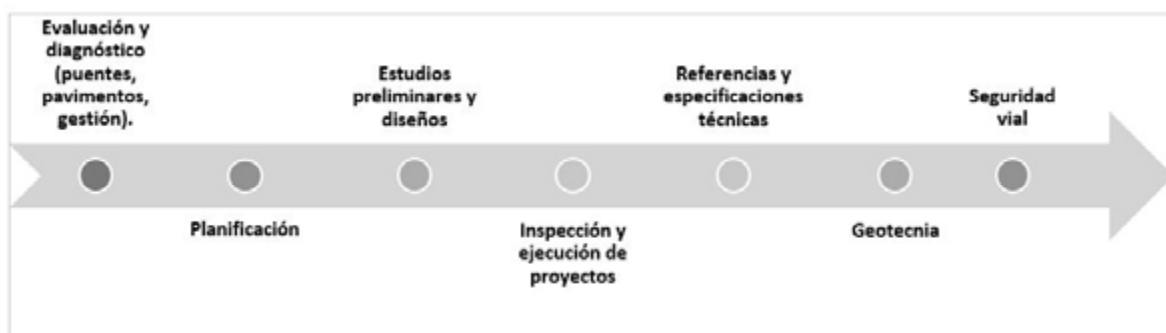 Evaluación y
diagnóstico
(puentes,
pavimentos,
gestión).
Planificación
Estudios
preliminares y
diseños
Inspección y
ejecución de
proyectos
Referencias y
especificaciones
técnicas
Geotecnia
Seguridad
vial